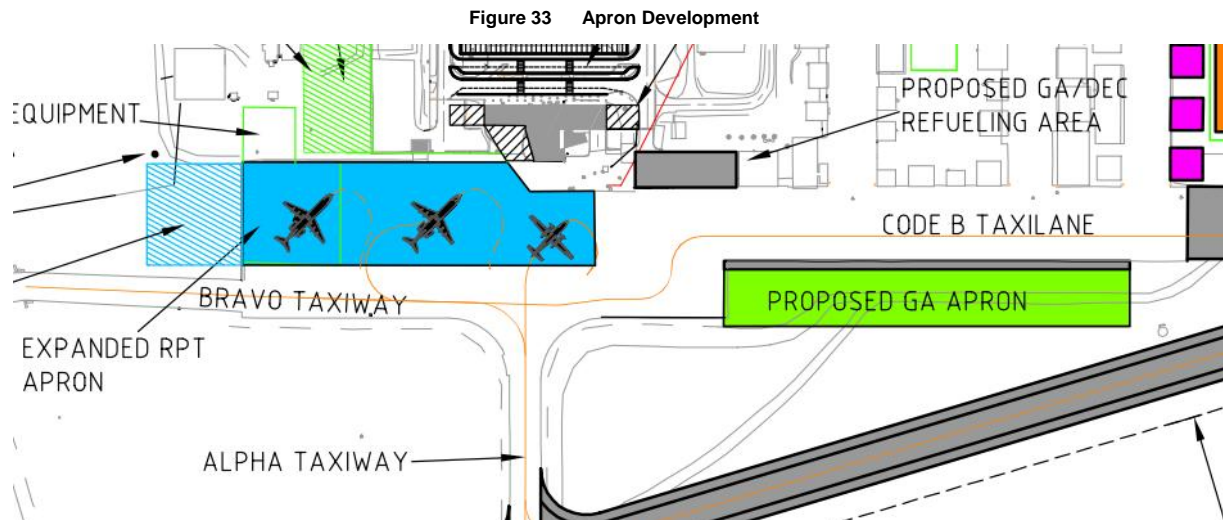 Figure 33 Apron Development
EQUIPMENT
PROPOSED GA/DEC
REFUELING AREA
CODE B TAXILANE
BRAVO TAXIWAY
PROPOSED GA APRON
EXPANDED RPT
APRON
ALPHA TAXIWAY